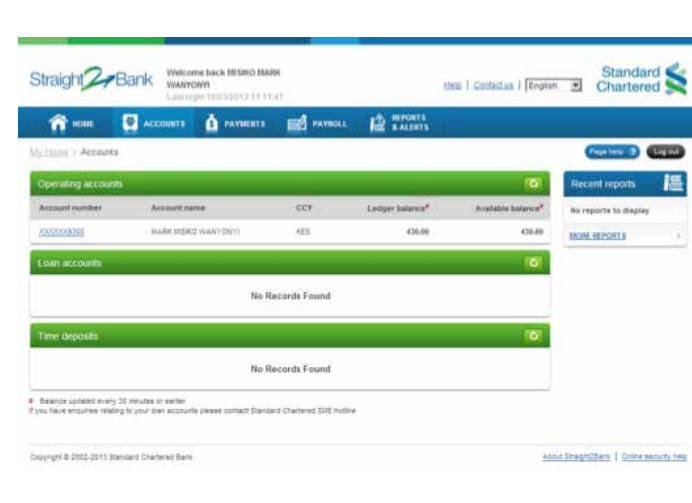 Straight2Bank
Welcome back MISIKO MARK
WANYONYI
Last login
Help | Contact us | English
Standard
Chartered
HOME
ACCOUNTS
PAYMENTS
PAYROLL
REPORTS
& ALERTS
My Home > Accounts
Page help ?
Log out
Operating accounts
Account number Account name CCY Ledger balance# Available balance#
MARK MISIKO WANYONYI KES 430.00 430.00
Loan accounts
No Records Found
Time deposits
No Records Found
Recent reports
No reports to display
MORE REPORTS >
# Balance updated every 30 minutes or earlier
If you have enquiries relating to your loan accounts please contact Standard Chartered SME hotline
Copyright © 2002-2013 Standard Chartered Bank
About Straight2Bank | Online security help